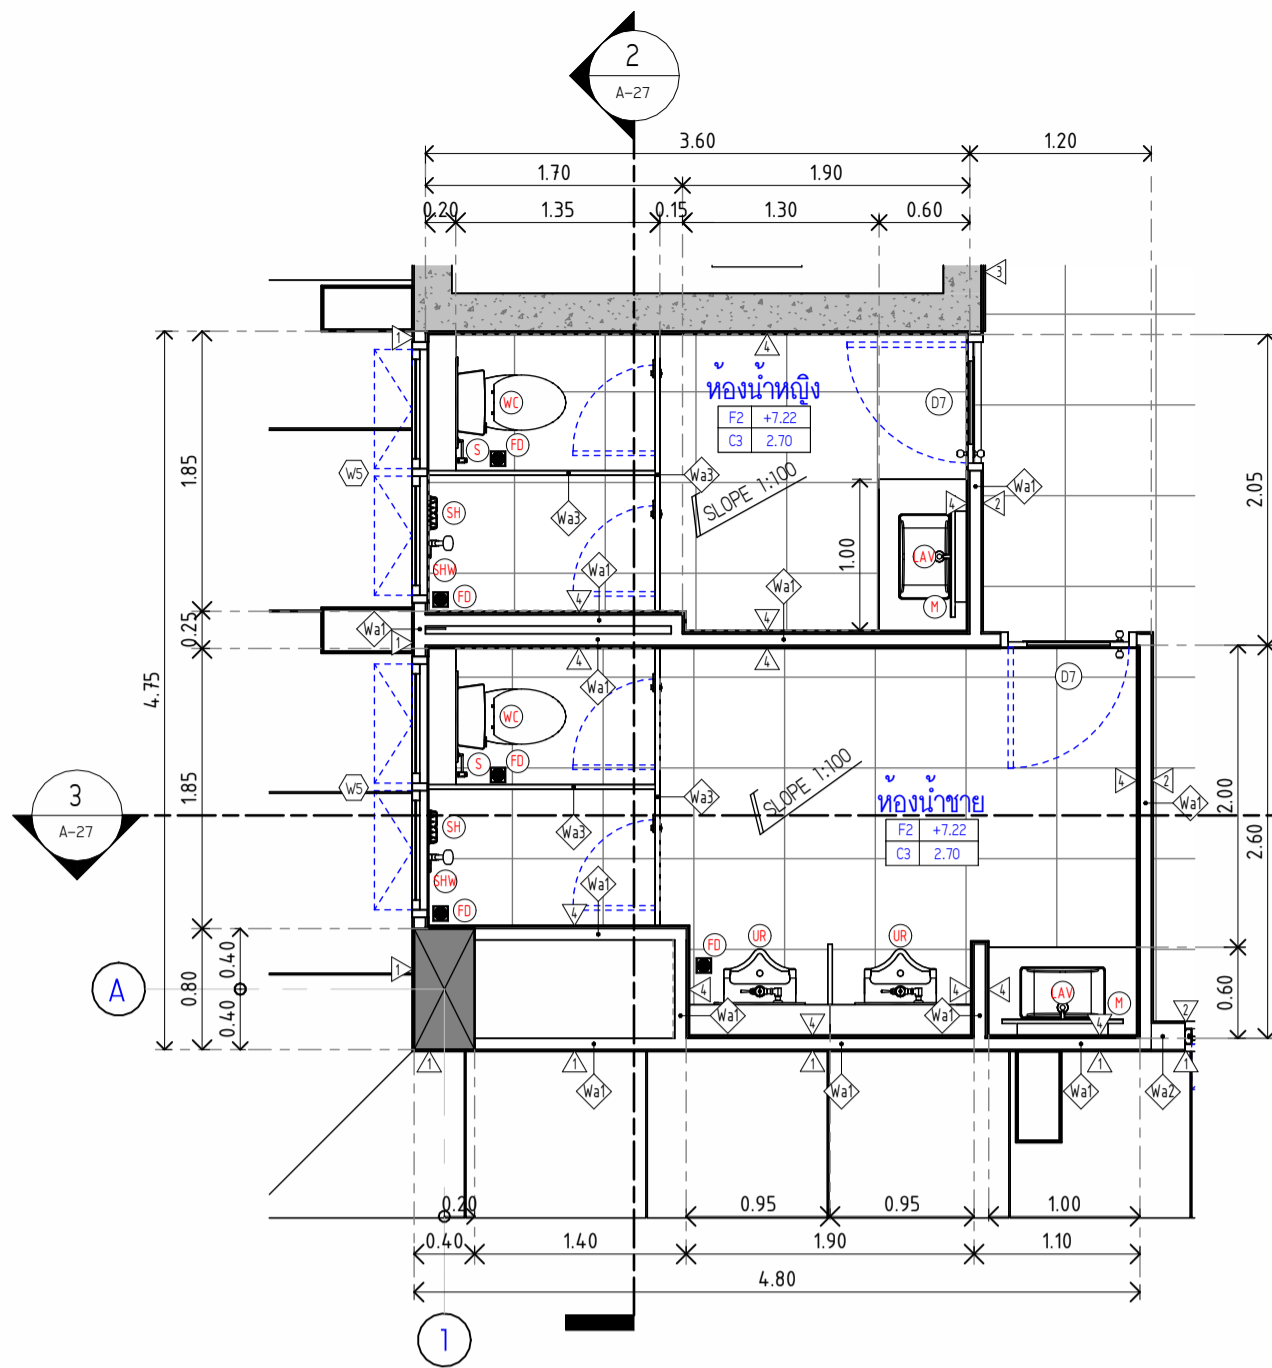 2
A-27
3.60
1.20
1.70
1.90
0.20
1.35
0.15
1.30
0.60
3
1
4
ห้องน้ำหญิง
F2 +7.22
C3 2.70
D7
WC
S
FD
W5
Wa3
Wa3
SLOPE 1:100
Wa1
4
2
1.85
2.05
SH
SHW
FD
Wa1
Wa1
1.00
LAV
M
4
4
0.25
Wa1
1
4
4
Wa1
D7
4.75
WC
S
FD
W5
Wa3
Wa3
SLOPE 1:100
ห้องน้ำชาย
F2 +7.22
C3 2.70
4
2
Wa1
2.00
2.60
1.85
3
A-27
SH
SHW
FD
Wa1
4
FD
UR
UR
A
0.80
0.40
0.40
1
4
4
4
LAV
M
0.60
Wa1
Wa1
4
4
2
1
1
1
1
1
Wa1
Wa1
Wa1
Wa2
0.20
0.95
0.95
1.00
0.40
1.40
1.90
1.10
4.80
1